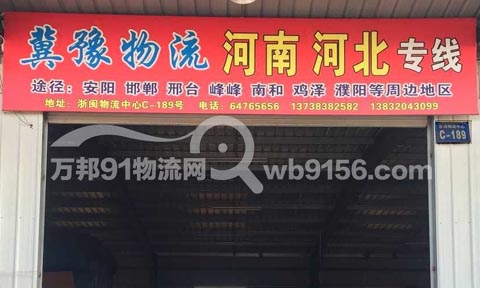 冀豫物流 河南 河北 专线
途径：安阳 邯郸 邢台 峰峰 南和 鸡泽 濮阳等周边地区
地址：浙闽物流中心C-189号 电话：64765656 13738382582 13832043099
C-189
万邦91物流网 wb9156.com